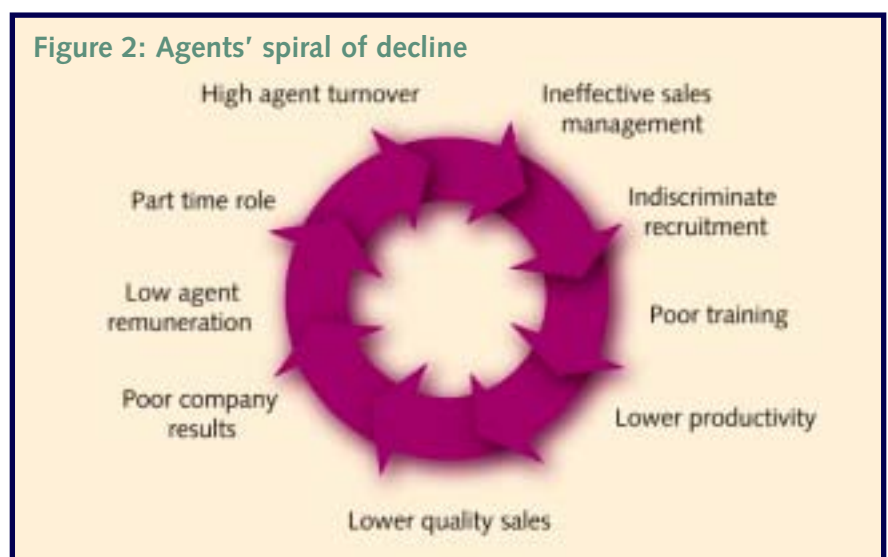 Figure 2: Agents' spiral of decline
High agent turnover
Ineffective sales
management
Indiscriminate
recruitment
Poor training
Lower productivity
Lower quality sales
Poor company
results
Low agent
remuneration
Part time role